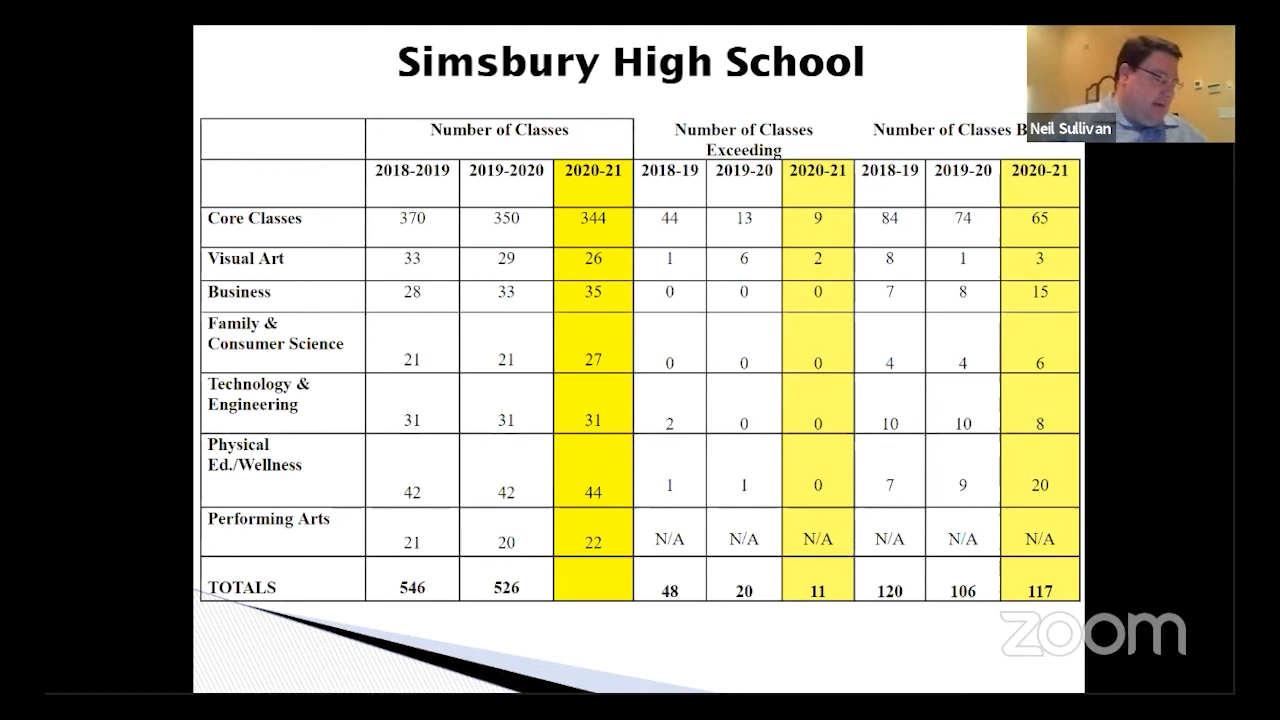 Simsbury High School
Neil Sullivan
Number of Classes Number of Classes Number of Classes
Exceeding
2018-2019 2019-2020 2020-21 2018-19 2019-20 2020-21 2018-19 2019-20 2020-21
Core Classes 370 350 344 44 13 9 84 74 65
Visual Art 33 29 26 1 6 2 8 1 3
Business 28 33 35 0 0 0 7 8 15
Family &
Consumer Science
21 21 27 0 0 0 4 4 6
Technology &
Engineering
31 31 31 2 0 0 10 10 8
Physical
Ed./Wellness
42 42 44 1 1 0 7 9 20
Performing Arts
21 20 22 N/A N/A N/A N/A N/A N/A
TOTALS 546 526 48 20 11 120 106 117
zoom